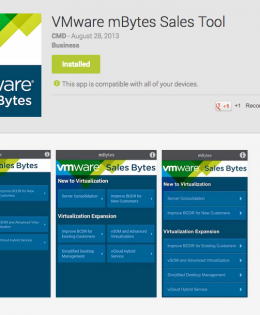 VMware mBytes Sales Tool
CMD - August 28, 2013
Business
Installed
This app is compatible with all of your devices.
+1
+1
ware®
Bytes
ales Bytes
Improve BC/DR for New Customers
vSOM and Advanced Virtualization
vCloud Hybrid Service
mBytes
vmware® Sales Bytes
New to Virtualization
Server Consolidation
Improve BC/DR for New Customers
Virtualization Expansion
Improve BC/DR for Existing Customers
vSOM and Advanced Virtualization
Simplified Desktop Management
vCloud Hybrid Service
mBytes
vmware® Sales Bytes
New to Virtualization
Server Consolidation
Improve BC/DR for New Customers
Virtualization Expansion
Improve BC/DR for Existing Customers
vSOM and Advanced Virtualization
Simplified Desktop Management
vCloud Hybrid Service